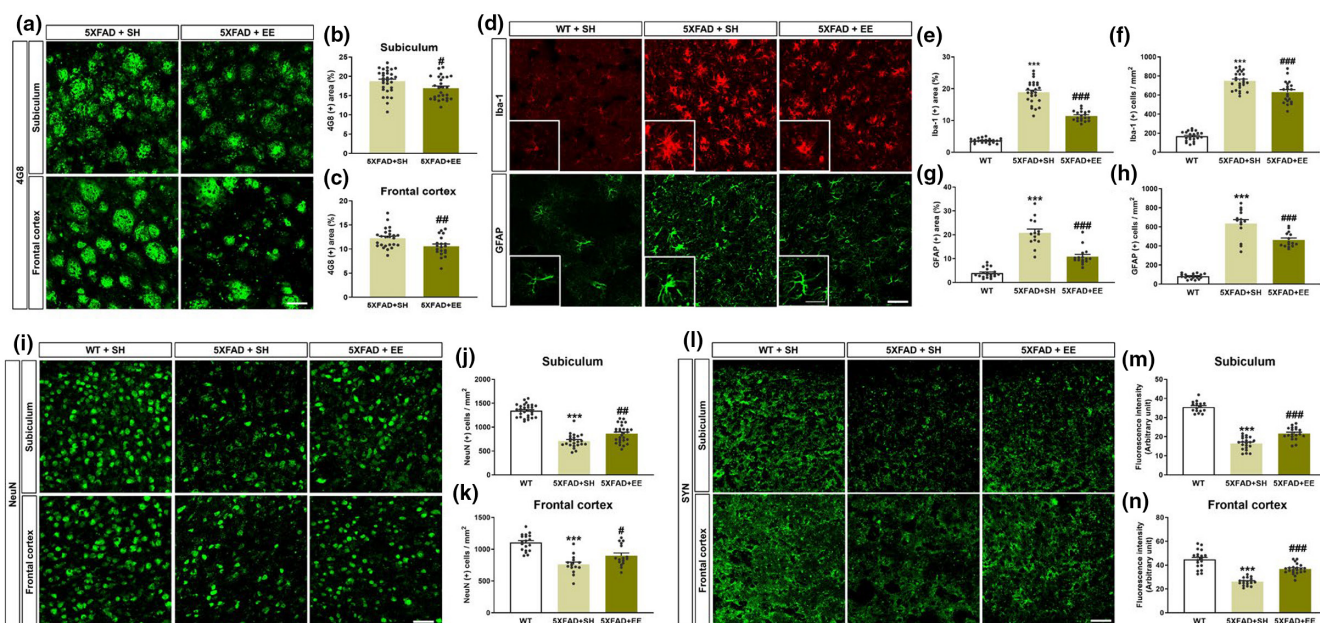 (a)
5XFAD + SH
5XFAD + EE
4G8
Subiculum
Frontal cortex
(b)
Subiculum
#
4G8 (+) area (%)
25
20
15
10
5
0
5XFAD+SH
5XFAD+EE
(c)
Frontal cortex
##
4G8 (+) area (%)
20
15
10
5
0
5XFAD+SH
5XFAD+EE
(d)
WT + SH
5XFAD + SH
5XFAD + EE
Iba-1
GFAP
(e)
***
###
Iba-1 (+) area (%)
40
30
20
10
0
WT
5XFAD+SH
5XFAD+EE
(f)
***
###
Iba-1 (+) cells / mm²
1000
800
600
400
200
0
WT
5XFAD+SH
5XFAD+EE
(g)
***
###
GFAP (+) area (%)
40
30
20
10
0
WT
5XFAD+SH
5XFAD+EE
(h)
***
###
GFAP (+) cells / mm²
1000
800
600
400
200
0
WT
5XFAD+SH
5XFAD+EE
(i)
WT + SH
5XFAD + SH
5XFAD + EE
NeuN
Subiculum
Frontal cortex
(j)
Subiculum
***
##
NeuN (+) cells / mm²
2000
1500
1000
500
0
WT
5XFAD+SH
5XFAD+EE
(k)
Frontal cortex
***
#
NeuN (+) cells / mm²
1500
1000
500
0
WT
5XFAD+SH
5XFAD+EE
(l)
WT + SH
5XFAD + SH
5XFAD + EE
SYN
Subiculum
Frontal cortex
(m)
Subiculum
***
###
Fluorescence intensity
(Arbitrary unit)
50
40
30
20
10
0
WT
5XFAD+SH
5XFAD+EE
(n)
Frontal cortex
***
###
Fluorescence intensity
(Arbitrary unit)
80
60
40
20
0
WT
5XFAD+SH
5XFAD+EE